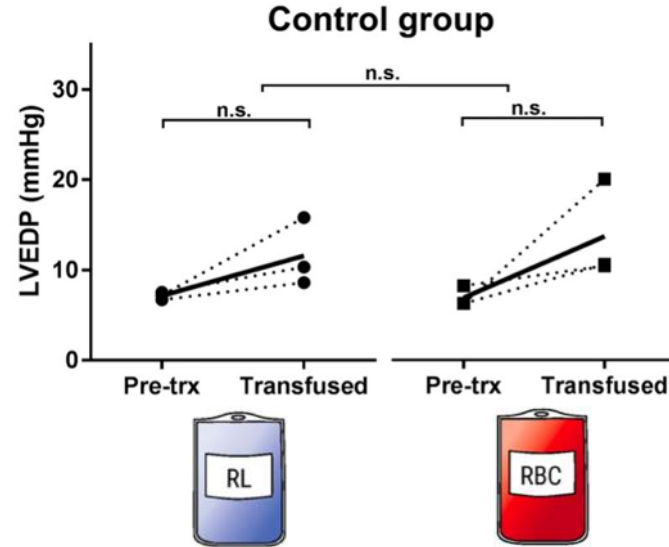 Control group
n.s.
n.s.
n.s.
LVEDP (mmHg)
30
20
10
0
Pre-trx
Transfused
Pre-trx
Transfused
RL
RBC